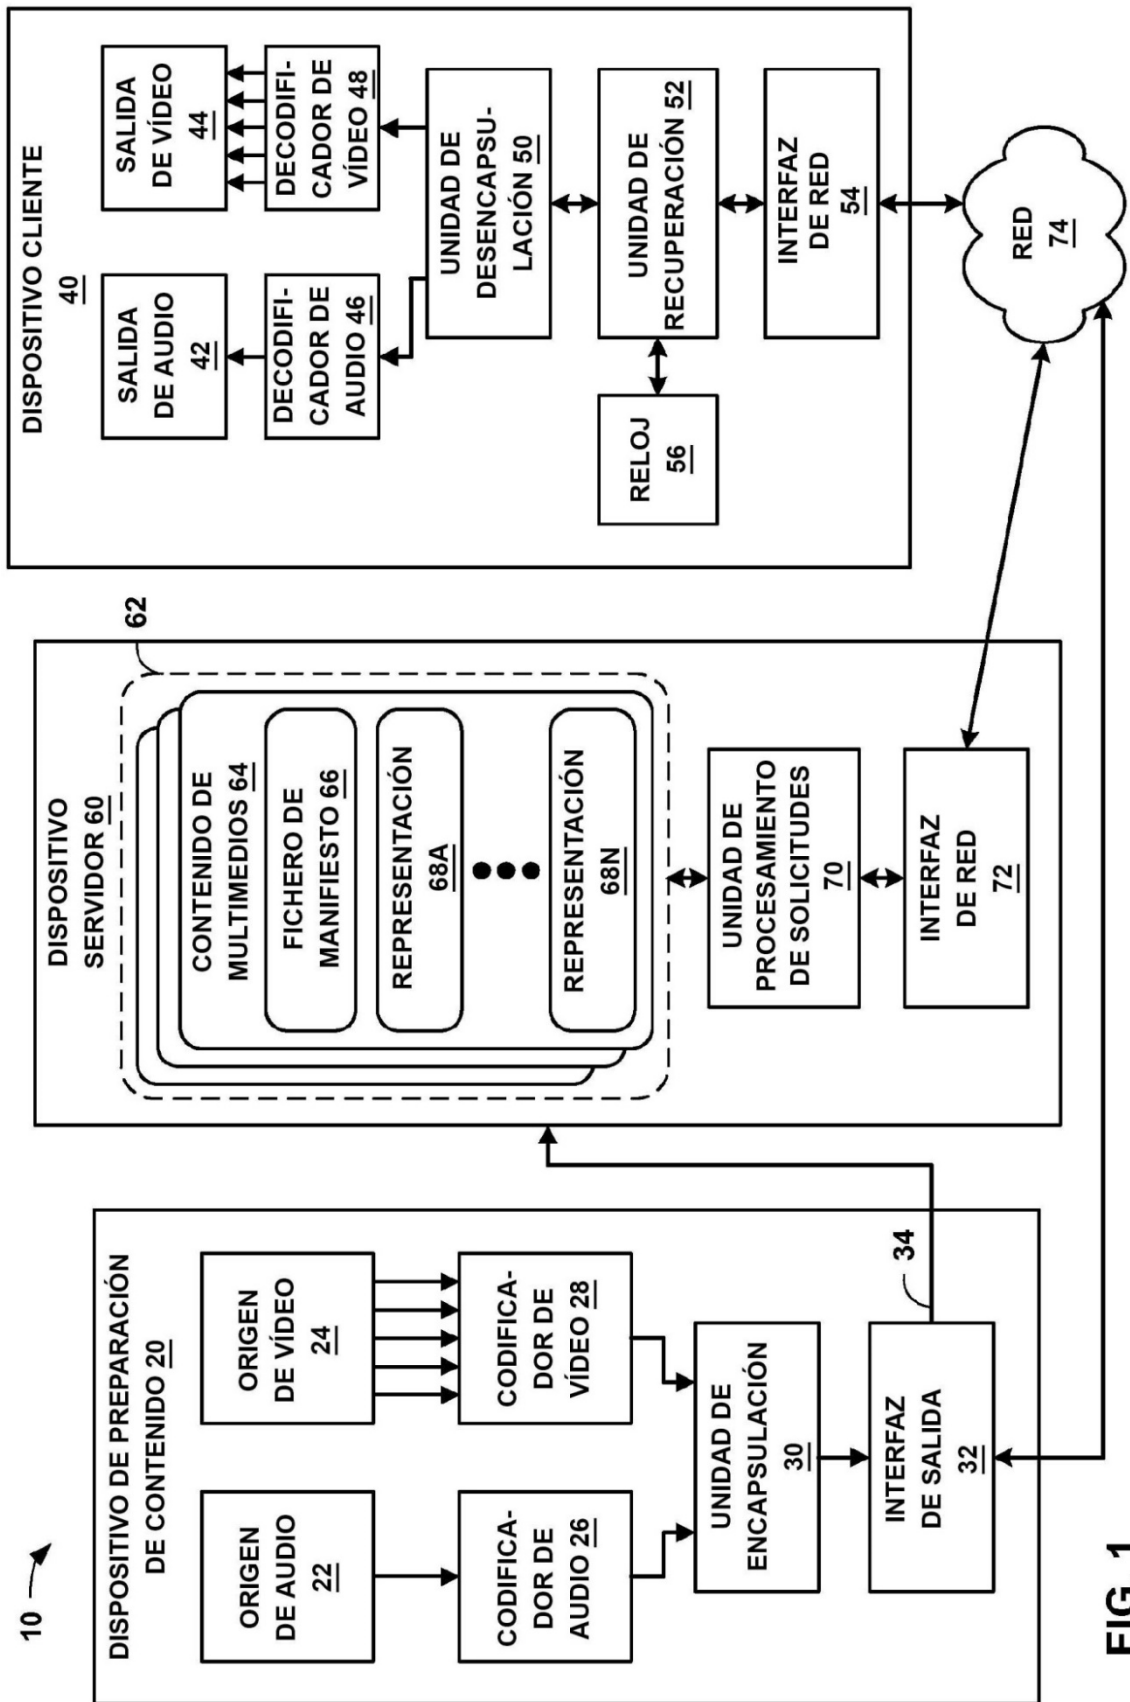 10
DISPOSITIVO DE PREPARACIÓN
DE CONTENIDO 20
ORIGEN
DE AUDIO
22
ORIGEN
DE VÍDEO
24
CODIFICA-
DOR DE
AUDIO 26
CODIFICA-
DOR DE
VÍDEO 28
UNIDAD DE
ENCAPSULACIÓN
30
INTERFAZ
DE SALIDA
32
34
DISPOSITIVO
SERVIDOR 60
62
CONTENIDO DE
MULTIMEDIOS 64
FICHERO DE
MANIFIESTO 66
REPRESENTACIÓN
68A
REPRESENTACIÓN
68N
UNIDAD DE
PROCESAMIENTO
DE SOLICITUDES
70
INTERFAZ
DE RED
72
DISPOSITIVO CLIENTE
40
SALIDA
DE AUDIO
42
SALIDA
DE VÍDEO
44
DECODIFI-
CADOR DE
AUDIO 46
DECODIFI-
CADOR DE
VÍDEO 48
UNIDAD DE
DESENCAPSU-
LACIÓN 50
RELOJ
56
UNIDAD DE
RECUPERACIÓN 52
INTERFAZ
DE RED
54
RED
74
FIG. 1